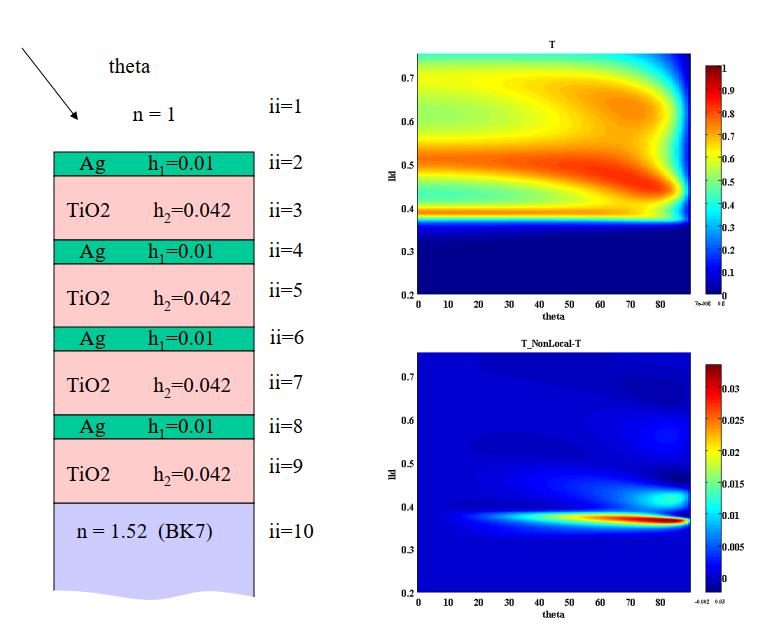 theta
n = 1
ii=1
Ag h1=0.01 ii=2
TiO2 h2=0.042 ii=3
Ag h1=0.01 ii=4
TiO2 h2=0.042 ii=5
Ag h1=0.01 ii=6
TiO2 h2=0.042 ii=7
Ag h1=0.01 ii=8
TiO2 h2=0.042 ii=9
n = 1.52 (BK7) ii=10
T
lld
0.7
0.6
0.5
0.4
0.3
0.2
0 10 20 30 40 50 60 70 80
theta
1
0.9
0.8
0.7
0.6
0.5
0.4
0.3
0.2
0.1
0
T_NonLocal-T
lld
0.7
0.6
0.5
0.4
0.3
0.2
0 10 20 30 40 50 60 70 80
theta
0.03
0.025
0.02
0.015
0.01
0.005
0
-0.002 0.03